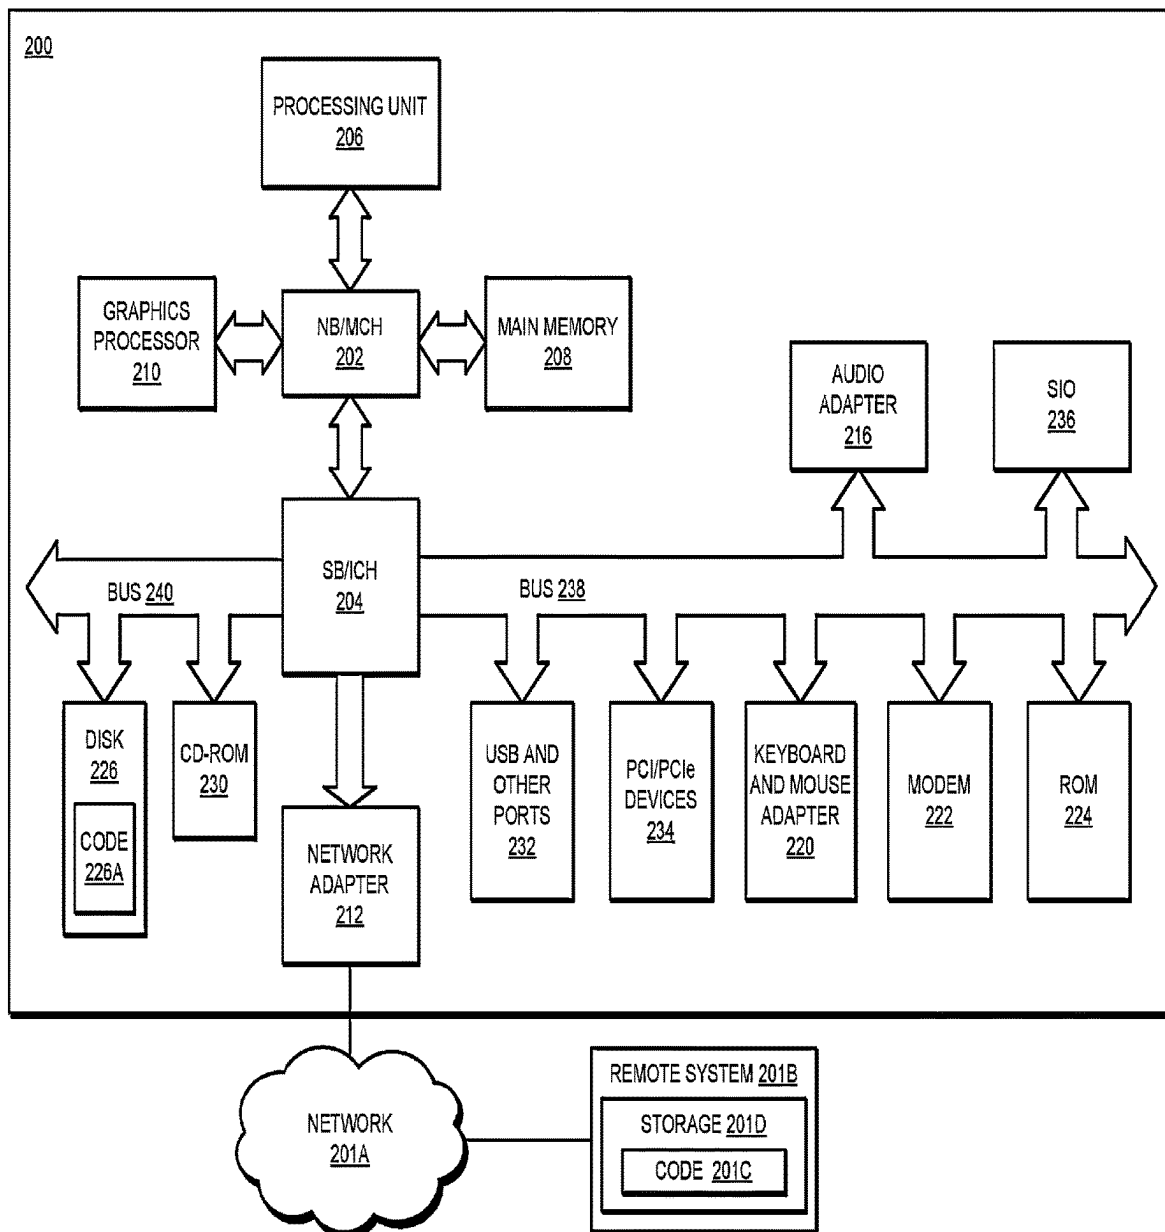 200
PROCESSING UNIT
206
GRAPHICS
PROCESSOR
210
NB/MCH
202
MAIN MEMORY
208
AUDIO
ADAPTER
216
SIO
236
SB/ICH
204
BUS 240
BUS 238
DISK
226
CODE
226A
CD-ROM
230
NETWORK
ADAPTER
212
USB AND
OTHER
PORTS
232
PCI/PCIe
DEVICES
234
KEYBOARD
AND MOUSE
ADAPTER
220
MODEM
222
ROM
224
NETWORK
201A
REMOTE SYSTEM 201B
STORAGE 201D
CODE 201C